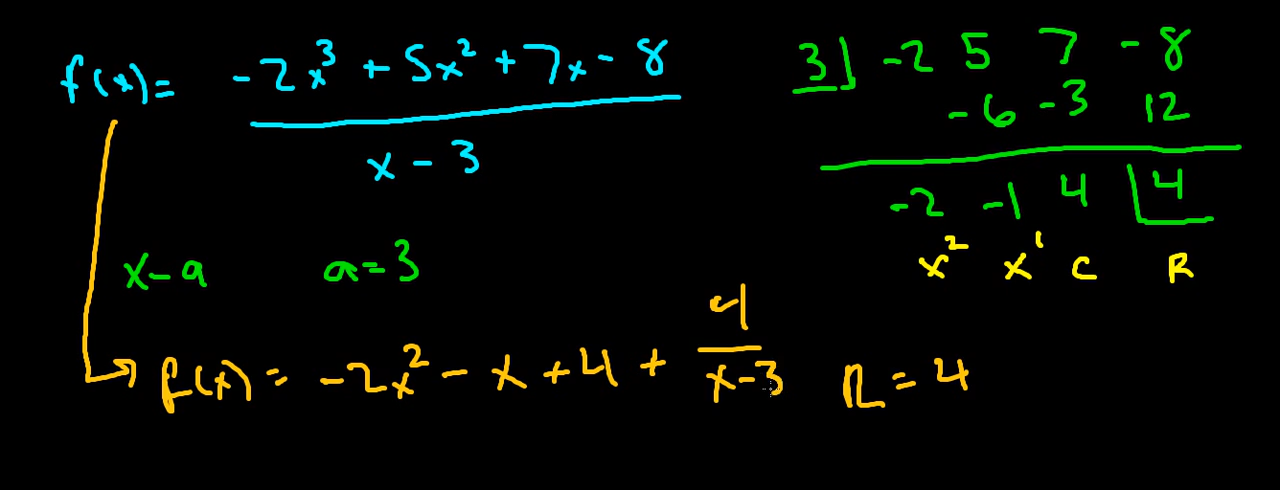 f(x) = -2x³ + 5x² + 7x - 8
x - 3
3 -2 5 7 -8
-6 -3 12
-2 -1 4 4
x² x¹ c R
x-a a=3
f(x) = -2x² - x + 4 + 4/x-3 R = 4